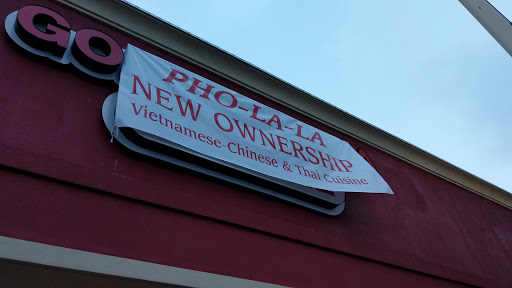 GO
PHO-LA-LA
NEW OWNERSHIP
Vietnamese-Chinese & Thai Cuisine